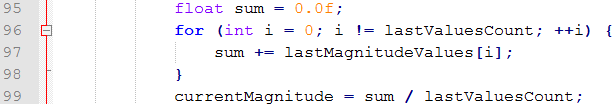 95 float sum = 0.0f;
96 for (int i = 0; i != lastValuesCount; ++i) {
97 sum += lastMagnitudeValues[i];
98 }
99 currentMagnitude = sum / lastValuesCount;